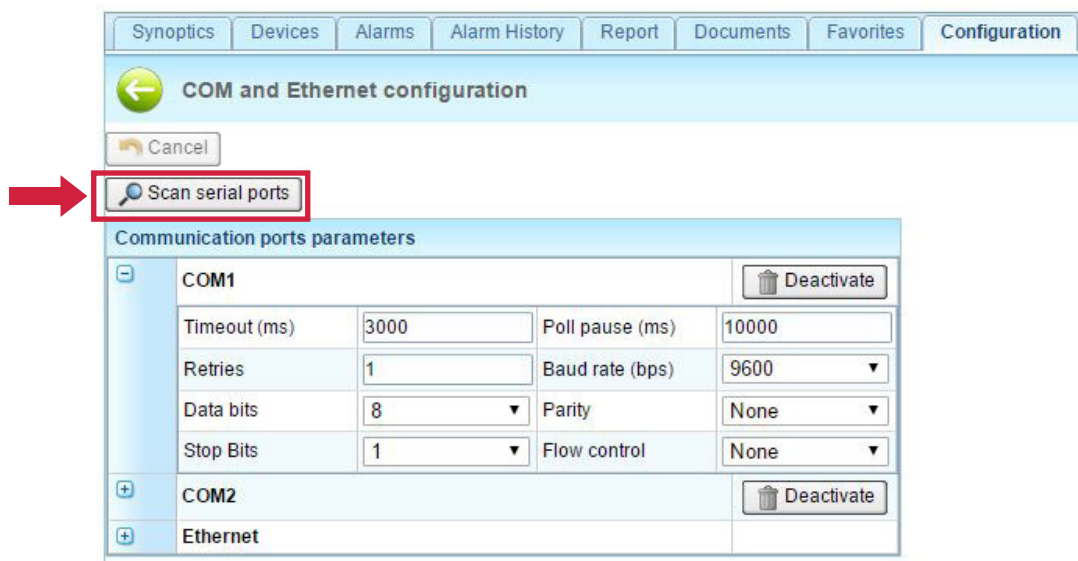 Synoptics Devices Alarms Alarm History Report Documents Favorites Configuration
COM and Ethernet configuration
Cancel
Scan serial ports
Communication ports parameters
COM1 Deactivate
Timeout (ms) 3000 Poll pause (ms) 10000
Retries 1 Baud rate (bps) 9600
Data bits 8 Parity None
Stop Bits 1 Flow control None
COM2 Deactivate
Ethernet